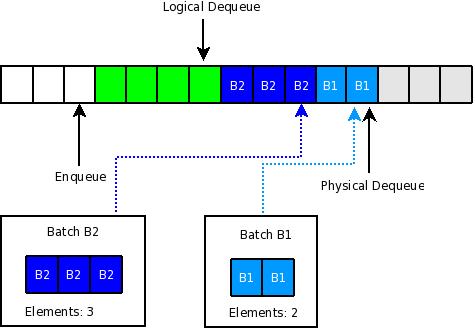 Logical Dequeue
B2 B2 B2 B1 B1
Enqueue
Physical Dequeue
Batch B2
B2 B2 B2
Elements: 3
Batch B1
B1 B1
Elements: 2